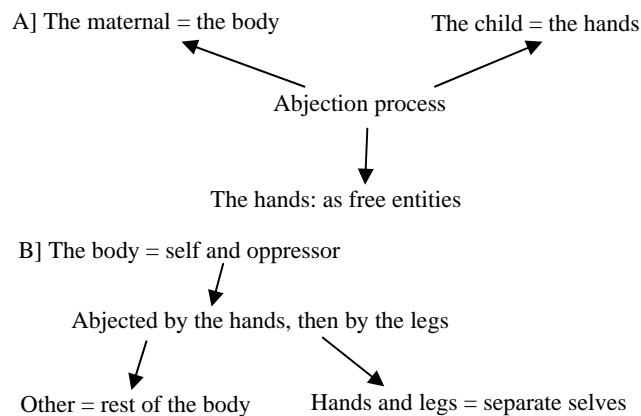 A] The maternal = the body
The child = the hands
Abjection process
The hands: as free entities
B] The body = self and oppressor
Abjected by the hands, then by the legs
Other = rest of the body
Hands and legs = separate selves